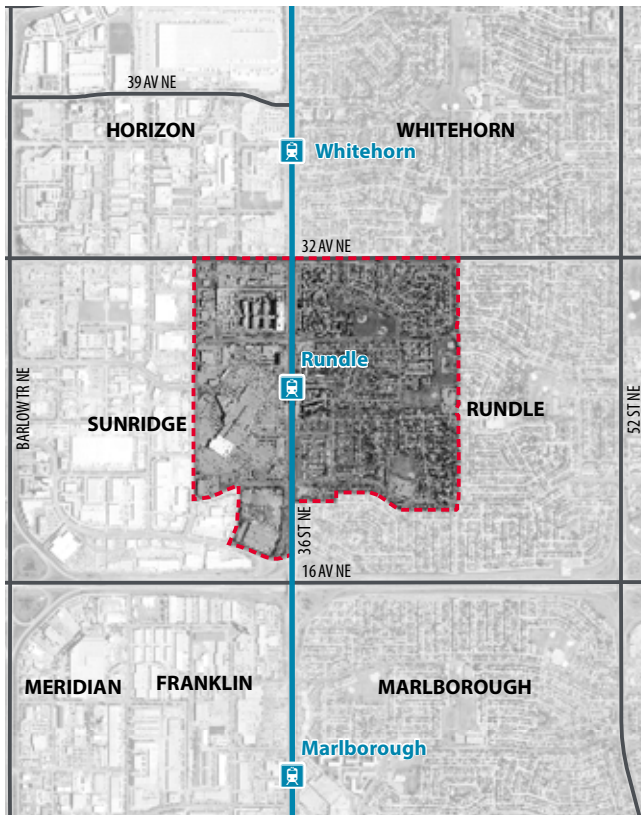 39 AV NE
HORIZON
WHITEHORN
Whitehorn
32 AV NE
Rundle
BARLOW TR NE
SUNRIDGE
RUNDLE
52 ST NE
36 ST NE
16 AV NE
MERIDIAN
FRANKLIN
MARLBOROUGH
Marlborough